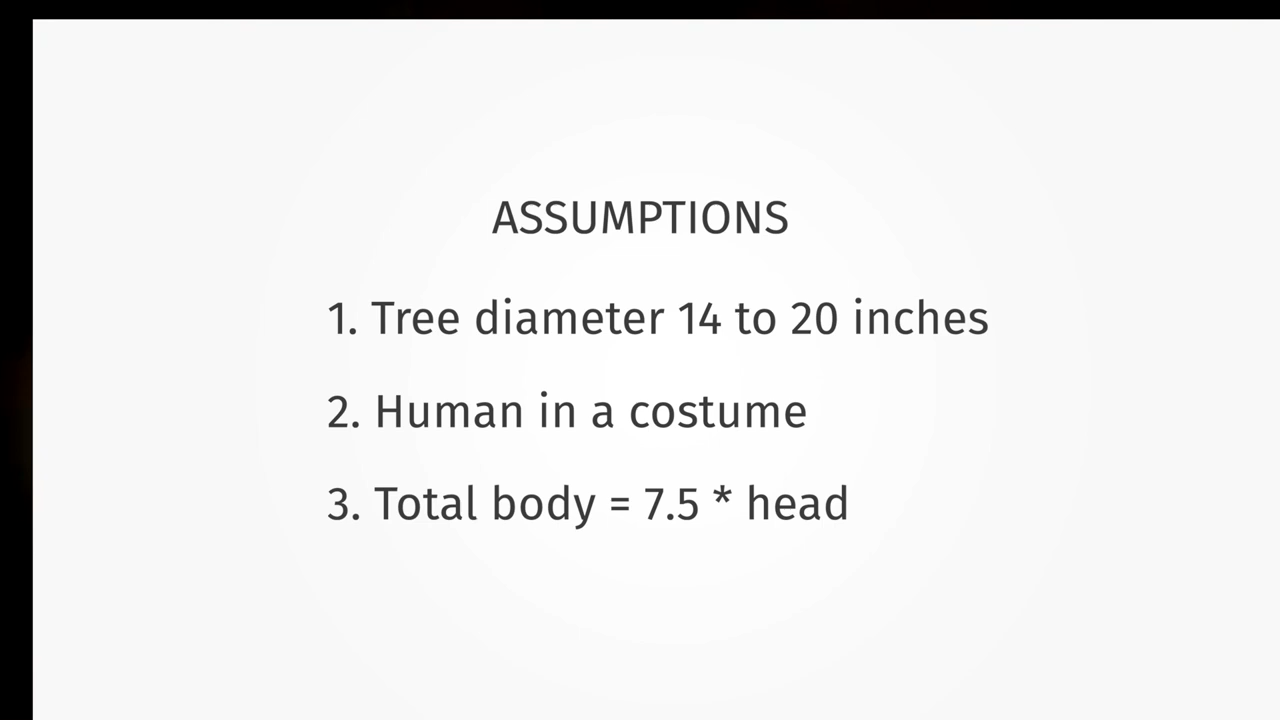 ASSUMPTIONS
1. Tree diameter 14 to 20 inches
2. Human in a costume
3. Total body = 7.5 * head